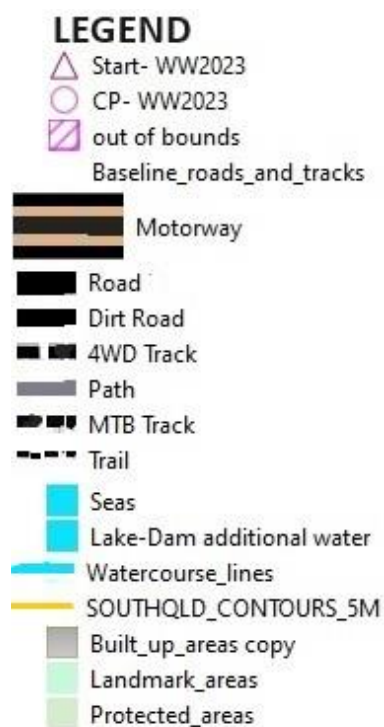 LEGEND
Start- WW2023
CP- WW2023
out of bounds
Baseline_roads_and_tracks
Motorway
Road
Dirt Road
4WD Track
Path
MTB Track
Trail
Seas
Lake-Dam additional water
Watercourse_lines
SOUTHQLD_CONTOURS_5M
Built_up_areas copy
Landmark_areas
Protected_areas